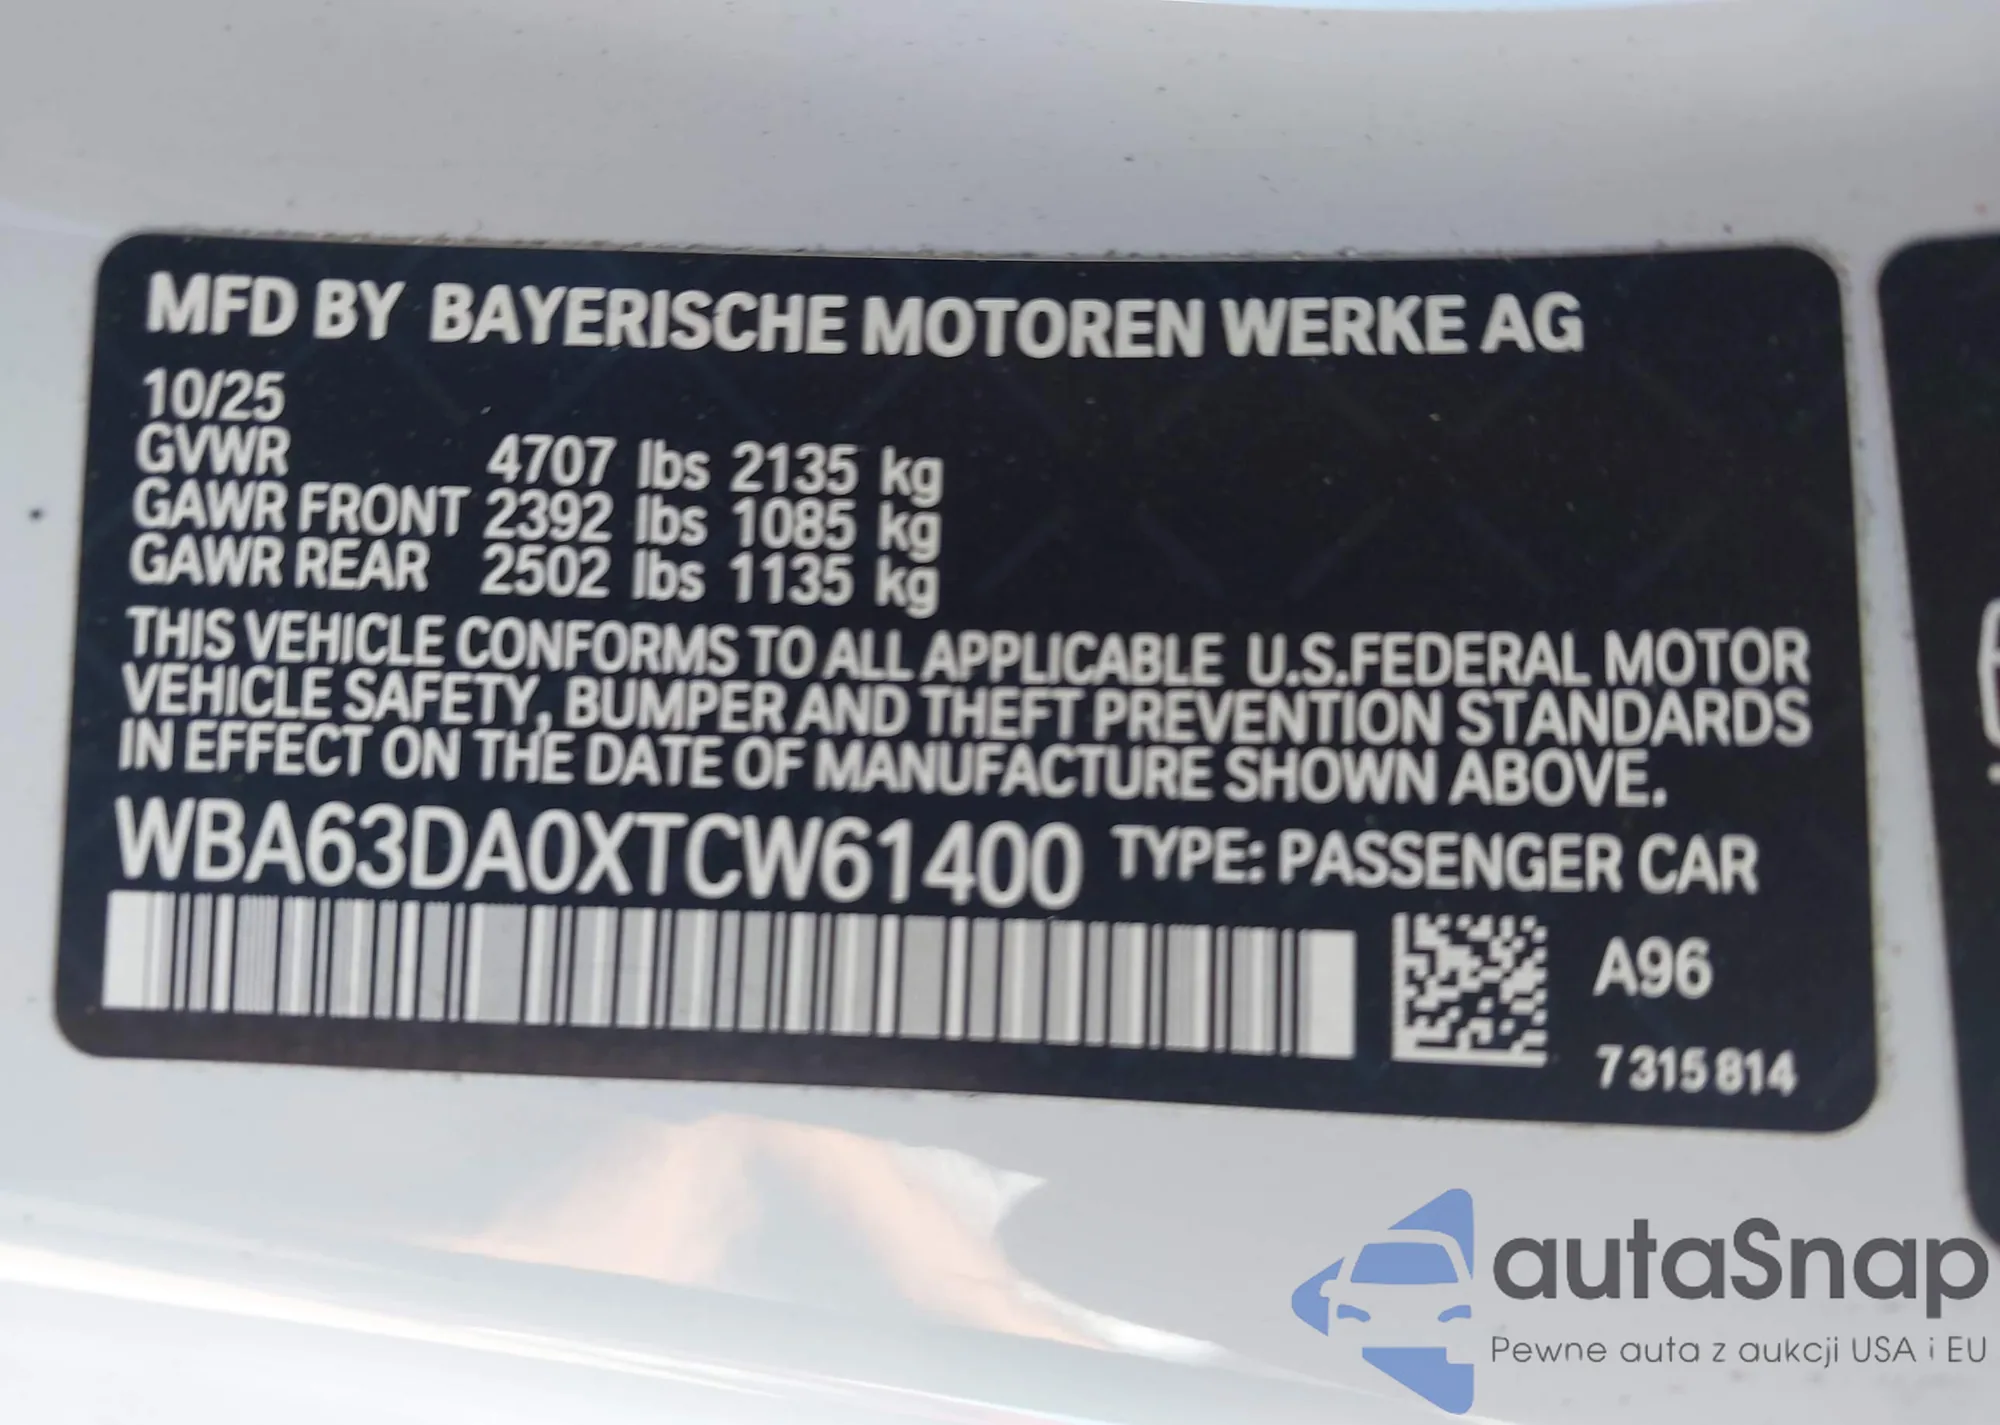 MFD BY BAYERISCHE MOTOREN WERKE AG
10/25
GVWR 4707 lbs 2135 kg
GAWR FRONT 2392 lbs 1085 kg
GAWR REAR 2502 lbs 1135 kg
THIS VEHICLE CONFORMS TO ALL APPLICABLE U.S.FEDERAL MOTOR
VEHICLE SAFETY, BUMPER AND THEFT PREVENTION STANDARDS
IN EFFECT ON THE DATE OF MANUFACTURE SHOWN ABOVE.
WBA63DA0XTCW61400 TYPE: PASSENGER CAR
A96
7 315 814
autaSnap
Pewne auta z aukcji USA i EU